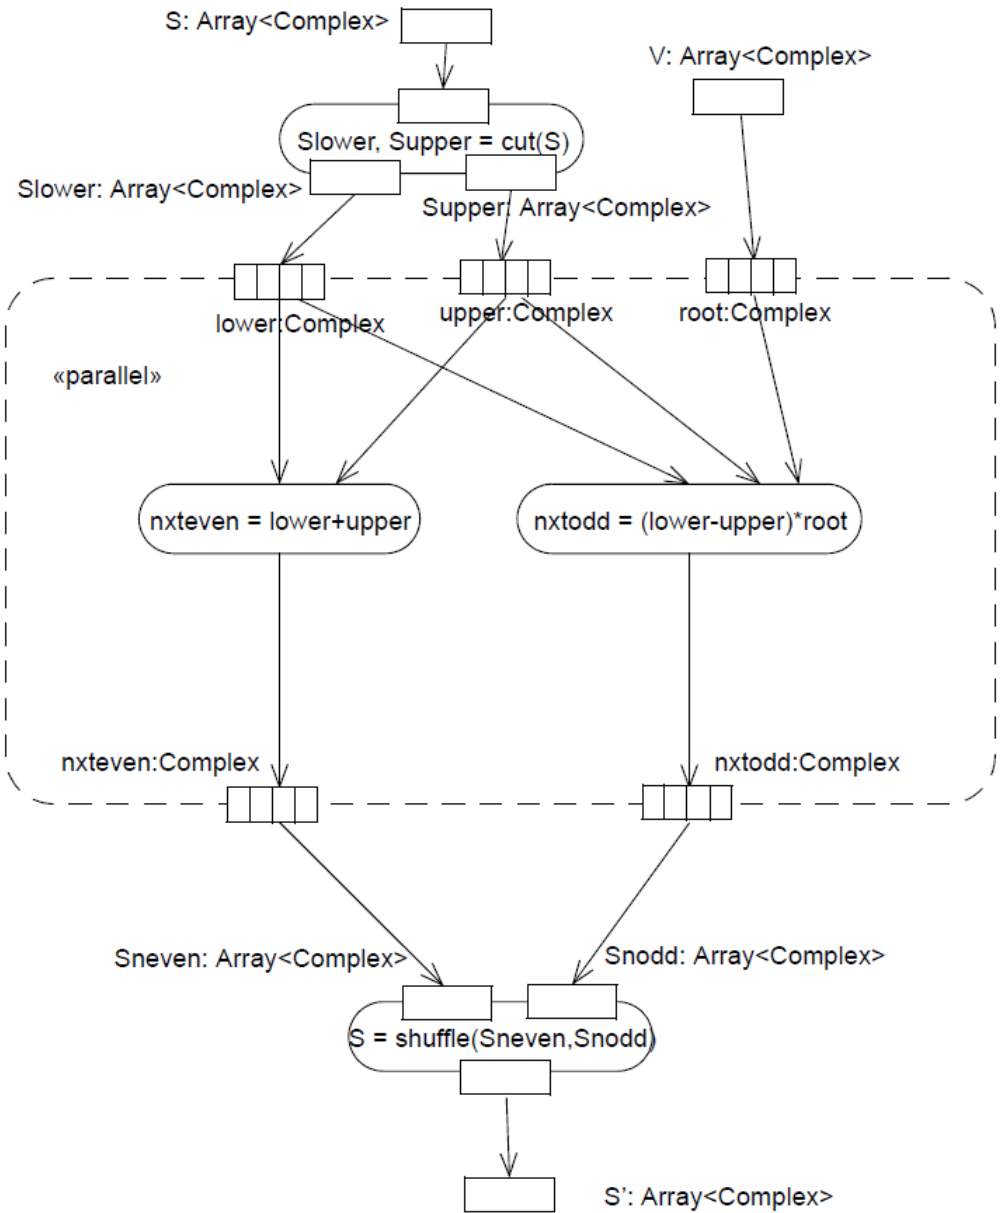 S: Array<Complex>
V: Array<Complex>
Slower, Supper = cut(S)
Slower: Array<Complex>
Supper: Array<Complex>
lower:Complex
upper:Complex
root:Complex
«parallel»
nxteven = lower+upper
nxtodd = (lower-upper)*root
nxteven:Complex
nxtodd:Complex
Sneven: Array<Complex>
Snodd: Array<Complex>
S = shuffle(Sneven,Snodd)
S': Array<Complex>